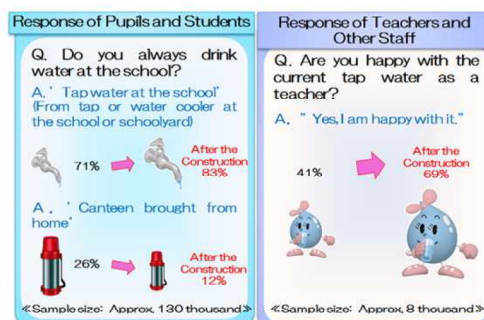 Response of Pupils and Students
Q. Do you always drink
water at the school?
A. ' Tap water at the school'
(From tap or water cooler at
the school or schoolyard)
71%
After the
Construction
83%
A . 'Canteen brought from
home'
26%
After the
Construction
12%
≪Sample size: Approx. 130 thousand≫
Response of Teachers and
Other Staff
Q. Are you happy with the
current tap water as a
teacher?
A. "Yes, I am happy with it."
41%
After the
Construction
69%
≪Sample size: Approx. 8 thousand≫